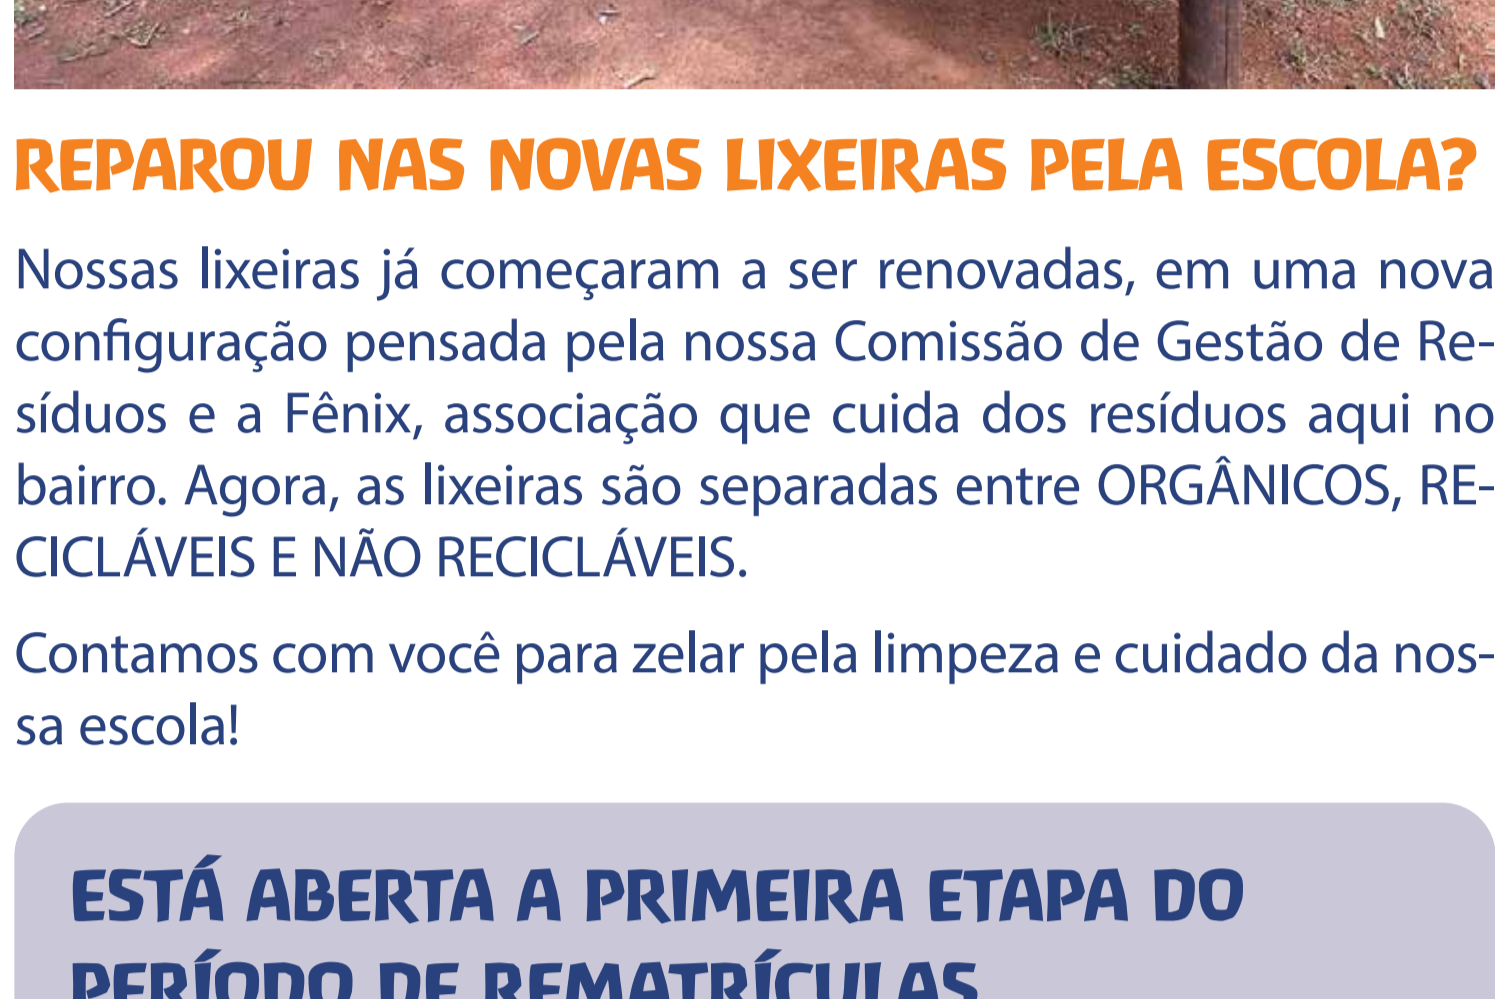 REPAROU NAS NOVAS LIXEIRAS PELA ESCOLA?
Nossas lixeiras já começaram a ser renovadas, em uma nova
configuração pensada pela nossa Comissão de Gestão de Re-
síduos e a Fênix, associação que cuida dos resíduos aqui no
bairro. Agora, as lixeiras são separadas entre ORGÂNICOS, RE-
CICLÁVEIS E NÃO RECICLÁVEIS.
Contamos com você para zelar pela limpeza e cuidado da nos-
sa escola!
ESTÁ ABERTA A PRIMEIRA ETAPA DO
PERÍODO DE REMATRÍCULAS